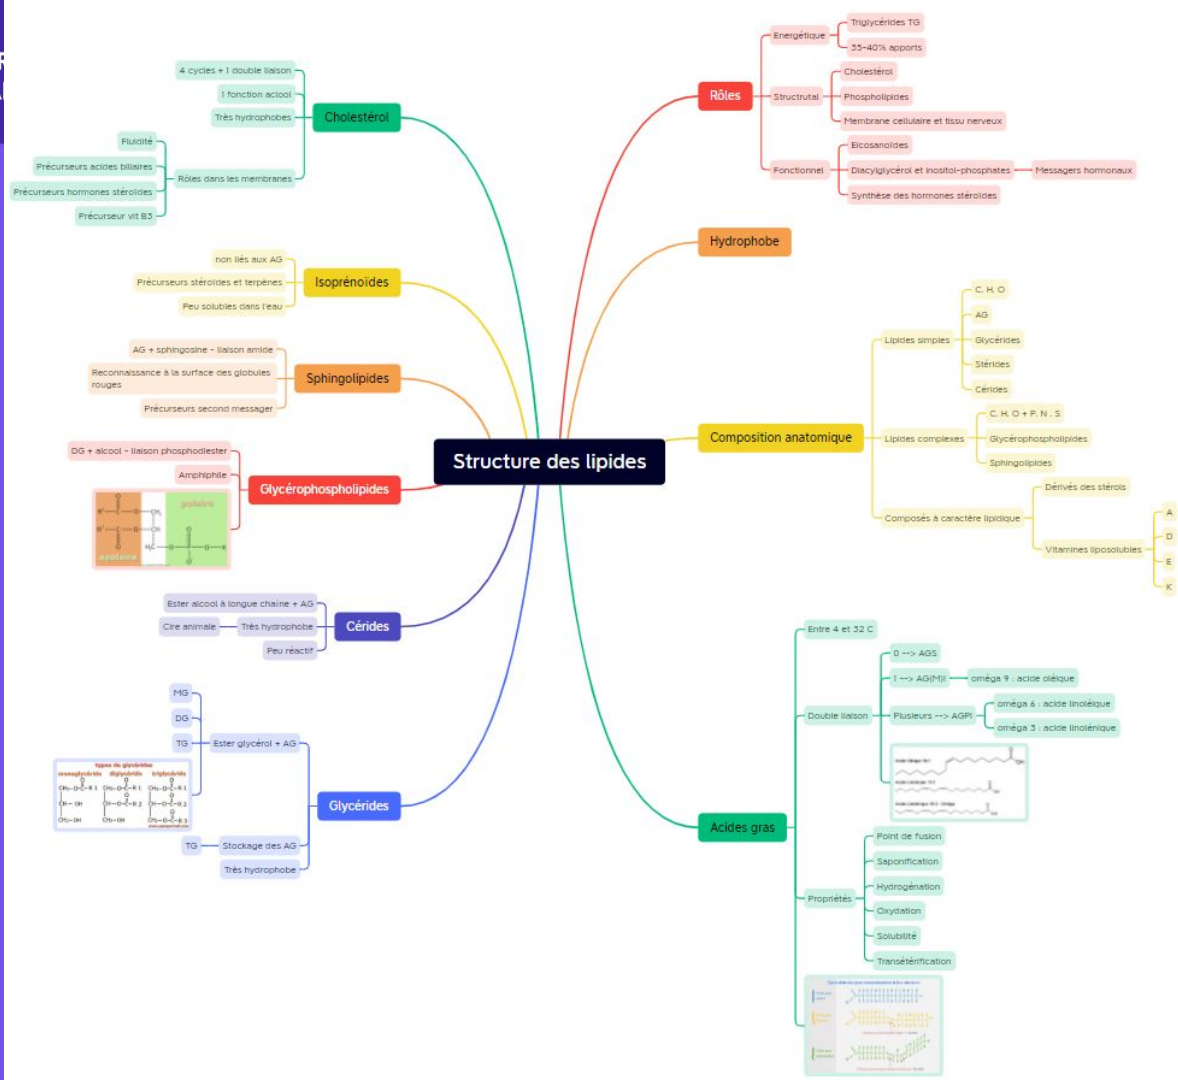 Structure des lipides
Rôles
Energétique
Triglycérides TG
35-40% apports
Structrutal
Cholestérol
Phospholipides
Membrane cellulaire et tissu nerveux
Fonctionnel
Eicosanoïdes
Diacylglycérol et inositol-phosphates
Messagers hormonaux
Synthèse des hormones stéroïdes
Hydrophobe
Composition anatomique
Lipides simples
C, H, O
AG
Glycérides
Stérides
Cérides
Lipides complexes
C, H, O + P, N , S
Glycérophospholipides
Sphingolipides
Composés à caractère lipidique
Dérivés des stérols
Vitamines liposolubles
A
D
E
K
Acides gras
Entre 4 et 32 C
Double liaison
0 --> AGS
1 --> AG(M)I
oméga 9 : acide oléique
Plusieurs --> AGPI
oméga 6 : acide linoléique
oméga 3 : acide linolénique
Propriétés
Point de fusion
Saponification
Hydrogénation
Oxydation
Solubilité
Transétérification
Cholestérol
4 cycles + 1 double liaison
1 fonction aclool
Très hydrophobes
Rôles dans les membranes
Fluidité
Précurseurs acides biliaires
Précurseurs hormones stéroïdes
Précurseur vit B3
Isoprénoïdes
non liés aux AG
Précurseurs stéroïdes et terpènes
Peu solubles dans l'eau
Sphingolipides
AG + sphingosine - liaison amide
Reconnaissance à la surface des globules
rouges
Précurseurs second messager
Glycérophospholipides
DG + alcool - liaison phosphodiester
Amphiphile
polaire
apolaire
Cérides
Ester alcool à longue chaîne + AG
Très hydrophobe
Cire animale
Peu réactif
Glycérides
Ester glycérol + AG
MG
DG
TG
types de glycérides
monoglycéride diglycéride triglycéride
Stockage des AG
TG
Très hydrophobe